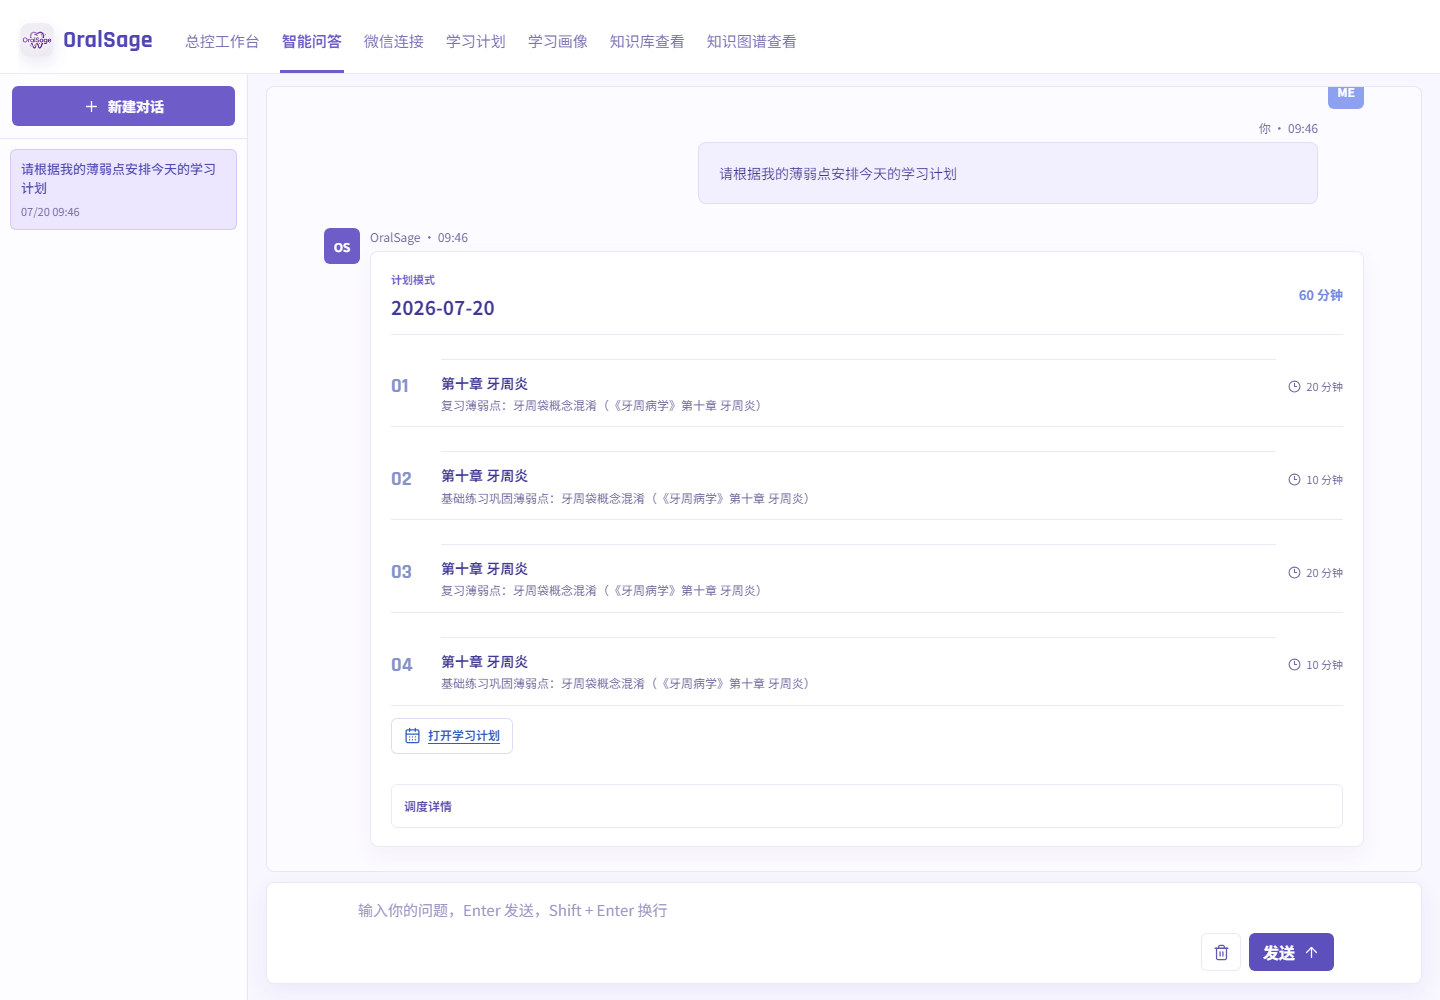 OralSage
OralSage
总控工作台
智能问答
微信连接
学习计划
学习画像
知识库查看
知识图谱查看
新建对话
请根据我的薄弱点安排今天的学习
计划
07/20 09:46
ME
你 • 09:46
请根据我的薄弱点安排今天的学习计划
OS
OralSage • 09:46
计划模式
2026-07-20
60 分钟
01
第十章 牙周炎
复习薄弱点：牙周袋概念混淆（《牙周病学》第十章 牙周炎）
20 分钟
02
第十章 牙周炎
基础练习巩固薄弱点：牙周袋概念混淆（《牙周病学》第十章 牙周炎）
10 分钟
03
第十章 牙周炎
复习薄弱点：牙周袋概念混淆（《牙周病学》第十章 牙周炎）
20 分钟
04
第十章 牙周炎
基础练习巩固薄弱点：牙周袋概念混淆（《牙周病学》第十章 牙周炎）
10 分钟
打开学习计划
调度详情
输入你的问题，Enter 发送，Shift + Enter 换行
发送